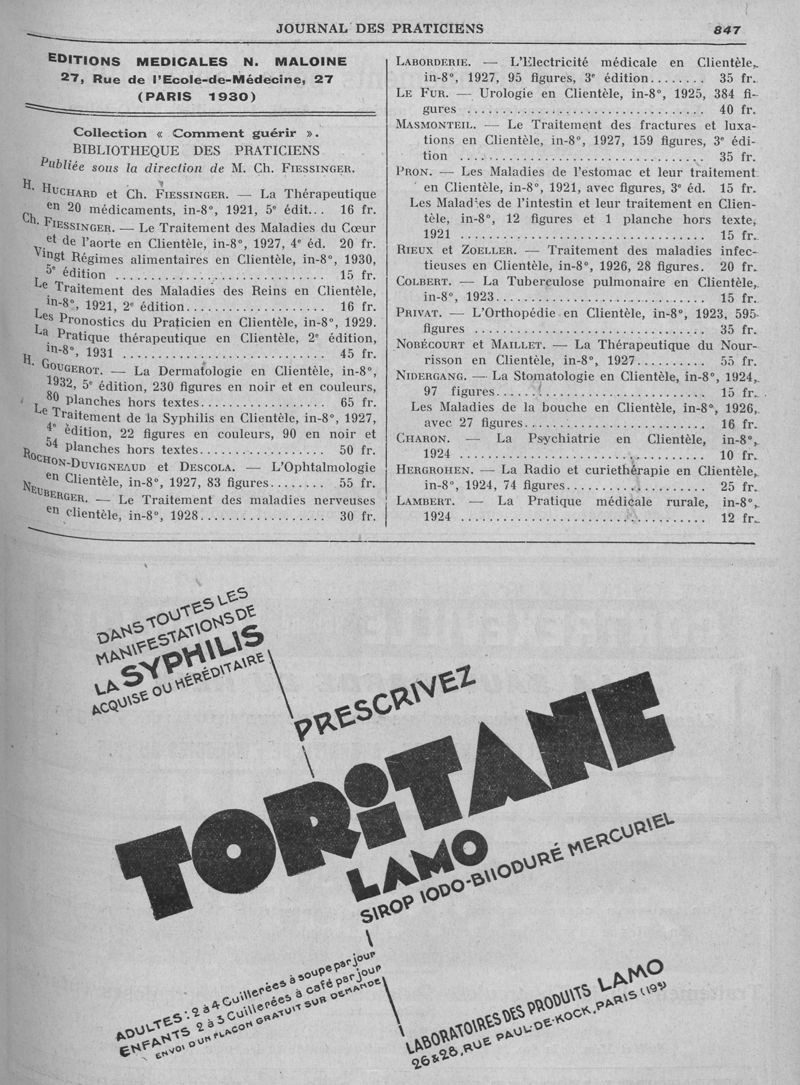 JOURNAL DES PRATICIENS 847
EDITIONS MEDICALES N. MALOINE
27, Rue de l'Ecole-de-Médecine, 27
(PARIS 1930)
Collection « Comment guérir ».
BIBLIOTHEQUE DES PRATICIENS
Publiée sous la direction de M. Ch. FIESSINGER.
H. HUCHARD et Ch. FIESSINGER. — La Thérapeutique
en 20 médicaments, in-8°, 1921, 5e édit... 16 fr.
Ch. FIESSINGER. — Le Traitement des Maladies du Cœur
et de l'aorte en Clientèle, in-8°, 1927, 4e éd. 20 fr.
Vingt Régimes alimentaires en Clientèle, in-8°, 1930,
5e édition ............................ 15 fr.
Le Traitement des Maladies des Reins en Clientèle,
in-8°, 1921, 2e édition.................. 16 fr.
Les Pronostics du Praticien en Clientèle, in-8°, 1929.
La Pratique thérapeutique en Clientèle, 2e édition,
in-8°, 1931 ............................ 45 fr.
H. GOUGEROT. — La Dermatologie en Clientèle, in-8°,
1932, 5e édition, 230 figures en noir et en couleurs,
80 planches hors textes.................. 65 fr.
Le Traitement de la Syphilis en Clientèle, in-8°, 1927,
4e édition, 22 figures en couleurs, 90 en noir et
54 planches hors textes.................. 50 fr.
ROCHON-DUVIGNEAUD et DESCOLA. — L'Ophtalmologie
en Clientèle, in-8°, 1927, 83 figures........ 55 fr.
NEUBERGER. — Le Traitement des maladies nerveuses
en clientèle, in-8°, 1928.................. 30 fr.
LABORDERIE. — L'Electricité médicale en Clientèle,
in-8°, 1927, 95 figures, 3e édition........ 35 fr.
LE FUR. — Urologie en Clientèle, in-8°, 1925, 384 fi-
gures ................................ 40 fr.
MASMONTEIL. — Le Traitement des fractures et luxa-
tions en Clientèle, in-8°, 1927, 159 figures, 3e édi-
tion .................................. 35 fr.
PRON. — Les Maladies de l'estomac et leur traitement
en Clientèle, in-8°, 1921, avec figures, 3e éd. 15 fr.
Les Maladies de l'intestin et leur traitement en Clien-
tèle, in-8°, 12 figures et 1 planche hors texte,
1921 .................................. 15 fr.
RIEUX et ZOELLER. — Traitement des maladies infec-
tieuses en Clientèle, in-8°, 1926, 28 figures. 20 fr.
COLBERT. — La Tuberculose pulmonaire en Clientèle,
in-8°, 1923............................ 15 fr.
PRIVAT. — L'Orthopédie en Clientèle, in-8°, 1923, 595
figures ................................ 35 fr.
NOBÉCOURT et MAILLET. — La Thérapeutique du Nour-
risson en Clientèle, in-8°, 1927.......... 55 fr.
NIDERGANG. — La Stomatologie en Clientèle, in-8°, 1924,
97 figures............................ 15 fr.
Les Maladies de la bouche en Clientèle, in-8°, 1926,
avec 27 figures........................ 16 fr.
CHARON. — La Psychiatrie en Clientèle, in-8°,
1924 .................................. 10 fr.
HERGROHEN. — La Radio et curiethérapie en Clientèle,
in-8°, 1924, 74 figures.................. 25 fr.
LAMBERT. — La Pratique médicale rurale, in-8°,
1924 .................................. 12 fr.
DANS TOUTES LES
MANIFESTATIONS DE
LA SYPHILIS
ACQUISE OU HÉRÉDITAIRE
PRESCRIVEZ
TORITANE
LAMO
SIROP IODO-BIIODURÉ MERCURIEL
ADULTES : 2 à 4 Cuillerées à soupe par jour
ENFANTS 2 à 3 Cuillerées à café par jour
ENVOI D'UN FLACON GRATUIT SUR DEMANDE
LABORATOIRES DES PRODUITS LAMO
26 & 28, RUE PAUL-DE-KOCK, PARIS (19e)